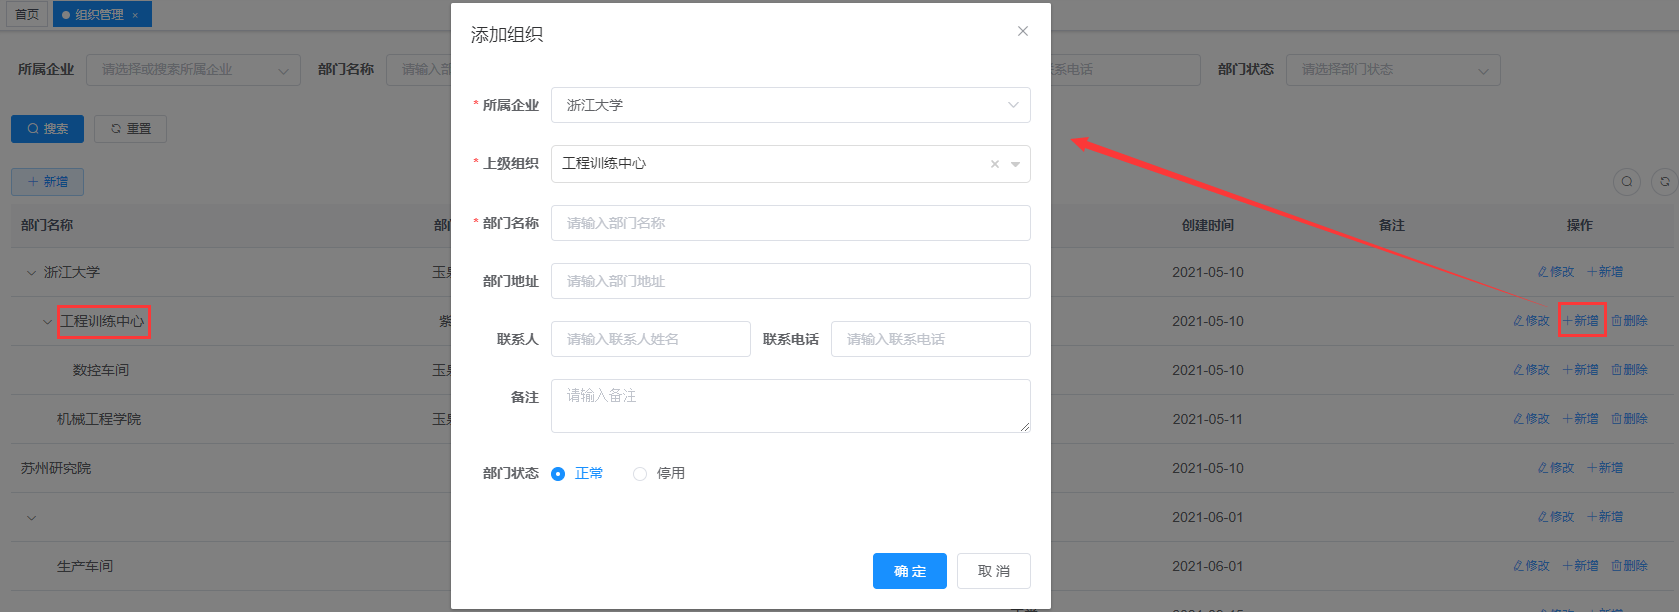 首页
组织管理 ×
添加组织
所属企业 请选择或搜索所属企业
部门名称 请输入部
系电话
部门状态 请选择部门状态
* 所属企业 浙江大学
搜索 重置
* 上级组织 工程训练中心
+ 新增
* 部门名称 请输入部门名称
部门名称 部门 创建时间 备注 操作
浙江大学 玉泉 2021-05-10 修改 +新增
部门地址 请输入部门地址
工程训练中心 紫 2021-05-10 修改 +新增 删除
联系人 请输入联系人姓名 联系电话 请输入联系电话
数控车间 玉泉 2021-05-10 修改 +新增 删除
备注 请输入备注
机械工程学院 玉泉 2021-05-11 修改 +新增 删除
苏州研究院 2021-05-10 修改 +新增
部门状态 正常 停用
2021-06-01 修改 +新增
生产车间 2021-06-01 修改 +新增 删除
确 定 取 消